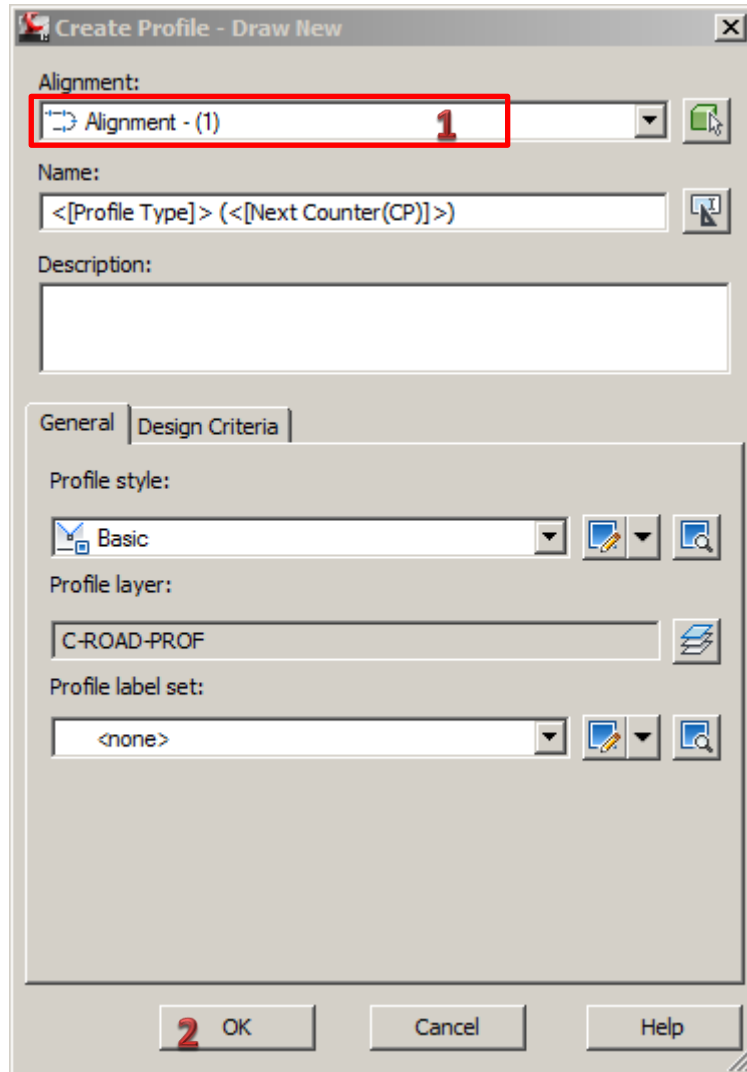 Create Profile - Draw New
Alignment:
Alignment - (1) 1
Name:
<[Profile Type]> (<[Next Counter(CP)]>)
Description:
General Design Criteria
Profile style:
Basic
Profile layer:
C-ROAD-PROF
Profile label set:
<none>
2 OK Cancel Help